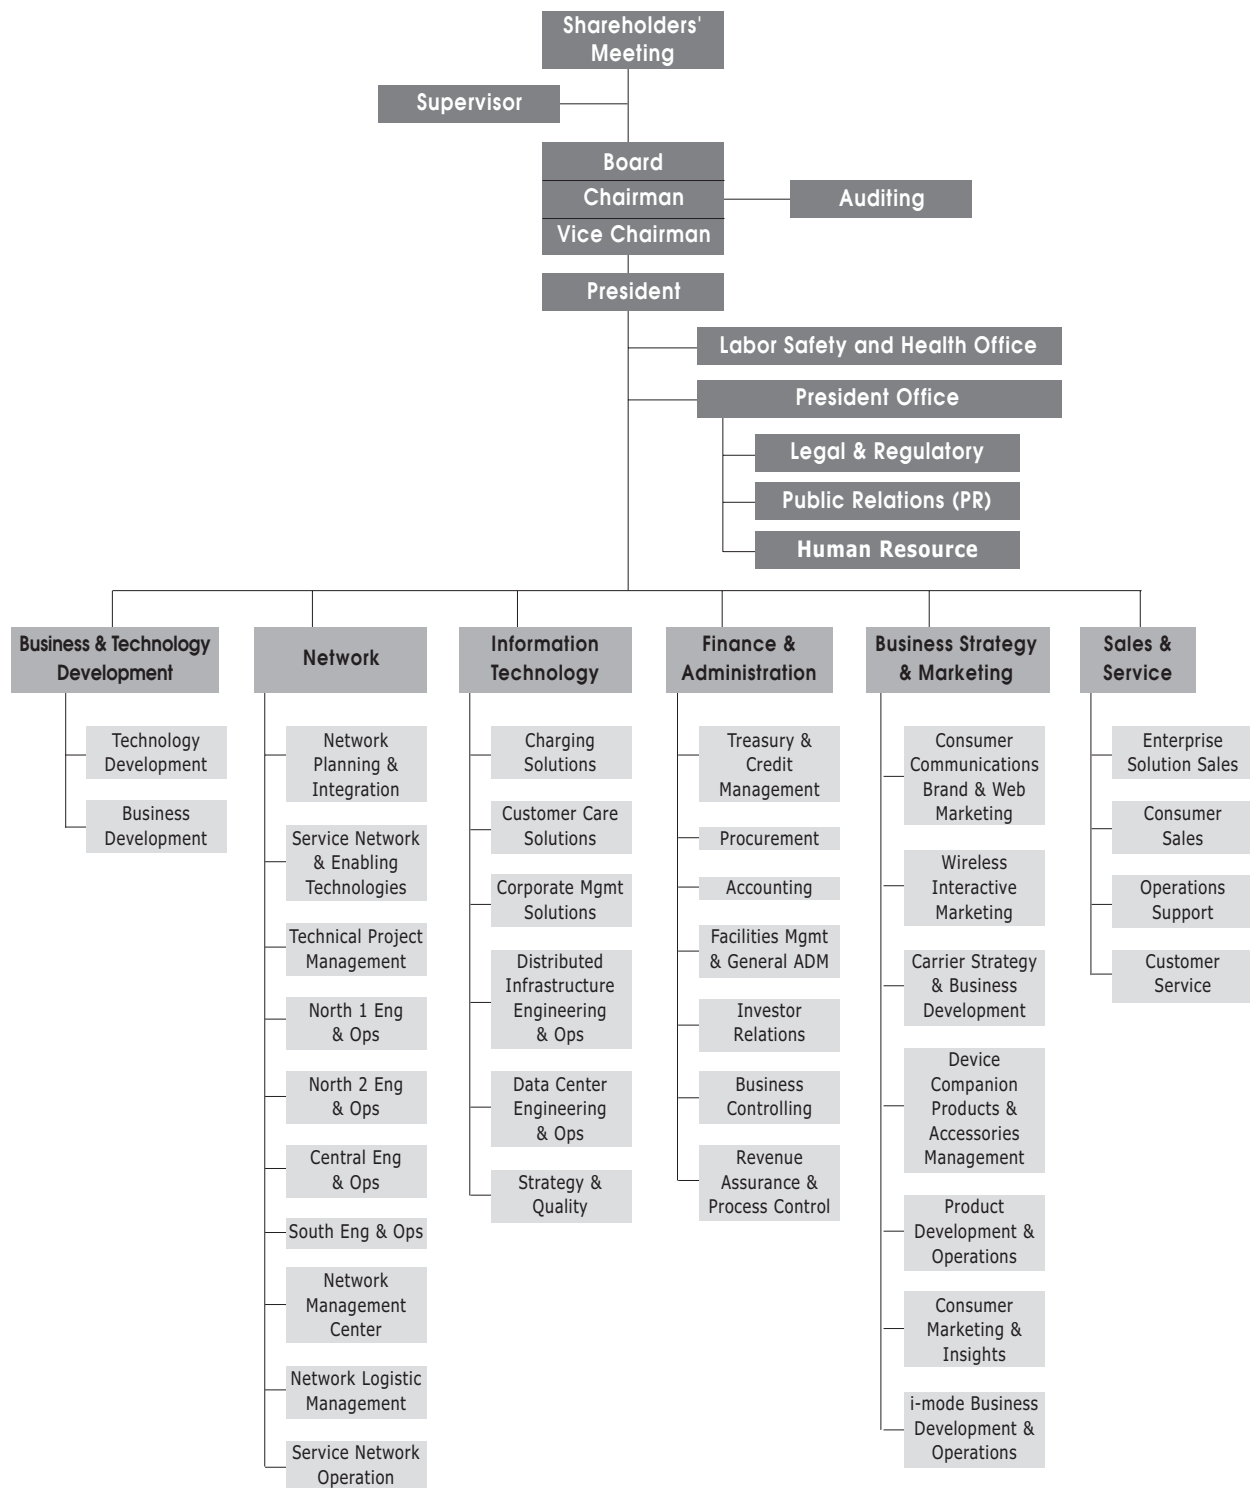 Shareholders'
Meeting
Supervisor
Board
Chairman
Vice Chairman
Auditing
President
Labor Safety and Health Office
President Office
Legal & Regulatory
Public Relations (PR)
Human Resource
Business & Technology
Development
Technology
Development
Business
Development
Network
Network
Planning &
Integration
Service Network
& Enabling
Technologies
Technical Project
Management
North 1 Eng
& Ops
North 2 Eng
& Ops
Central Eng
& Ops
South Eng & Ops
Network
Management
Center
Network Logistic
Management
Service Network
Operation
Information
Technology
Charging
Solutions
Customer Care
Solutions
Corporate Mgmt
Solutions
Distributed
Infrastructure
Engineering
& Ops
Data Center
Engineering
& Ops
Strategy &
Quality
Finance &
Administration
Treasury &
Credit
Management
Procurement
Accounting
Facilities Mgmt
& General ADM
Investor
Relations
Business
Controlling
Revenue
Assurance &
Process Control
Business Strategy
& Marketing
Consumer
Communications
Brand & Web
Marketing
Wireless
Interactive
Marketing
Carrier Strategy
& Business
Development
Device
Companion
Products &
Accessories
Management
Product
Development &
Operations
Consumer
Marketing &
Insights
i-mode Business
Development &
Operations
Sales &
Service
Enterprise
Solution Sales
Consumer
Sales
Operations
Support
Customer
Service